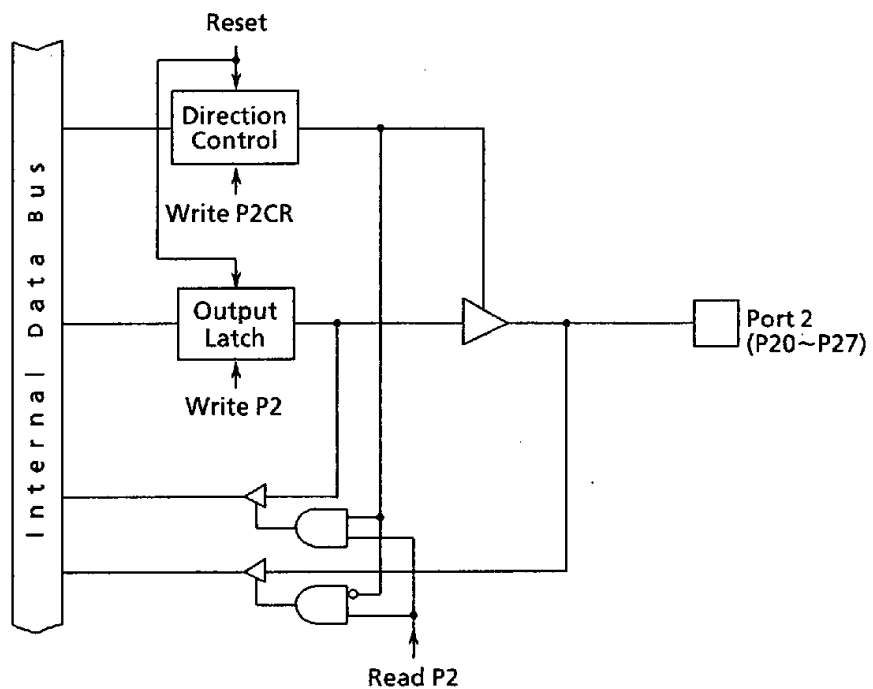 Reset
Direction
Control
Write P2CR
Output
Latch
Write P2
Port 2
(P20~P27)
Internal Data Bus
Read P2